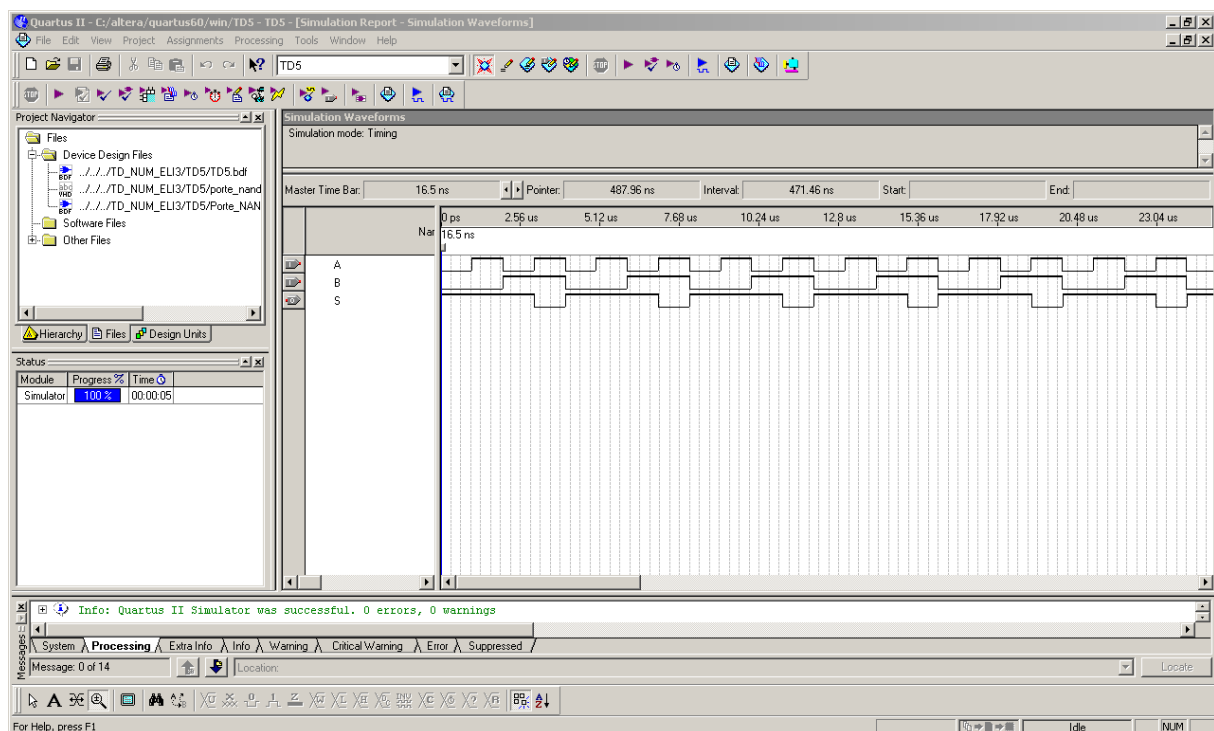 Quartus II - C:/altera/quartus60/win/TD5 - TD5 - [Simulation Report - Simulation Waveforms]
File Edit View Project Assignments Processing Tools Window Help
TD5
Project Navigator
Files
Device Design Files
../../../TD_NUM_ELI3/TD5/TD5.bdf
../../../TD_NUM_ELI3/TD5/porte_nand
../../../TD_NUM_ELI3/TD5/Porte_NAN
Software Files
Other Files
Hierarchy Files Design Units
Status
Module Progress % Time
Simulator 100 % 00:00:05
Simulation Waveforms
Simulation mode: Timing
Master Time Bar: 16.5 ns Pointer: 487.96 ns Interval: 471.46 ns Start: End:
0 ps 2.56 us 5.12 us 7.68 us 10.24 us 12.8 us 15.36 us 17.92 us 20.48 us 23.04 us
Nar 16.5 ns
A
B
S
Info: Quartus II Simulator was successful. 0 errors, 0 warnings
System Processing Extra Info Info Warning Critical Warning Error Suppressed
Messages
Message: 0 of 14 Location: Locate
For Help, press F1 Idle NUM